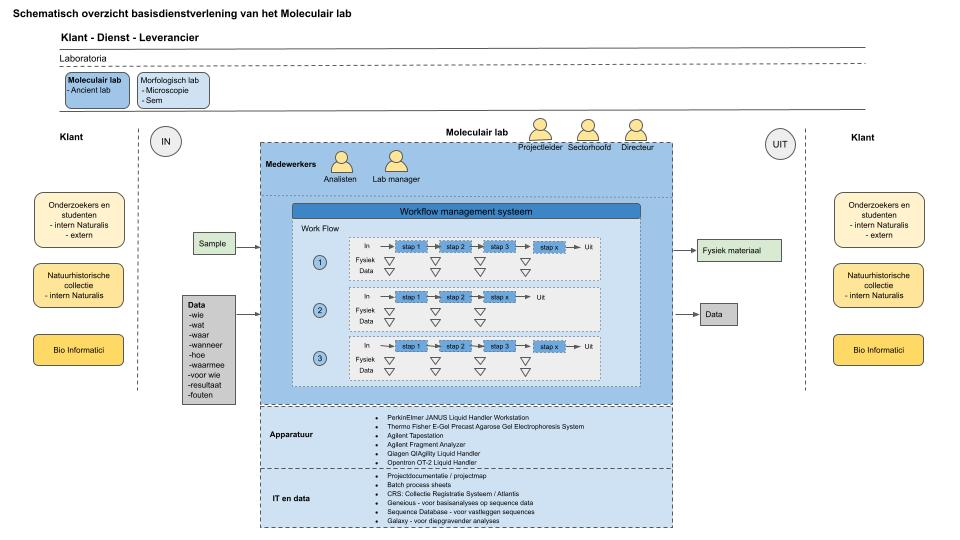 Schematisch overzicht basisdienstverlening van het Moleculair lab
Klant - Dienst - Leverancier
Laboratoria
Moleculair lab
- Ancient lab
Morfologisch lab
- Microscopie
- Sem
Klant
IN
Moleculair lab
Projectleider
Sectorhoofd
Directeur
UIT
Klant
Medewerkers
Analisten
Lab manager
Onderzoekers en
studenten
- intern Naturalis
- extern
Natuurhistorische
collectie
- intern Naturalis
Bio Informatici
Sample
Data
-wie
-wat
-waar
-wanneer
-hoe
-waarmee
-voor wie
-resultaat
-fouten
Workflow management systeem
Work Flow
1
In
stap 1
stap 2
stap 3
stap x
Uit
Fysiek
Data
2
In
stap 1
stap 2
stap x
Uit
Fysiek
Data
3
In
stap 1
stap 2
stap 3
stap x
Uit
Fysiek
Data
Fysiek materiaal
Data
Onderzoekers en
studenten
- intern Naturalis
- extern
Natuurhistorische
collectie
- intern Naturalis
Bio Informatici
Apparatuur
• PerkinElmer JANUS Liquid Handler Workstation
• Thermo Fisher E-Gel Precast Agarose Gel Electrophoresis System
• Agilent Tapestation
• Agilent Fragment Analyzer
• Qiagen QIAgility Liquid Handler
• Opentron OT-2 Liquid Handler
IT en data
• Projectdocumentatie / projectmap
• Batch process sheets
• CRS: Collectie Registratie Systeem / Atlantis
• Geneious - voor basisanalyses op sequence data
• Sequence Database - voor vastleggen sequences
• Galaxy - voor diepgravender analyses